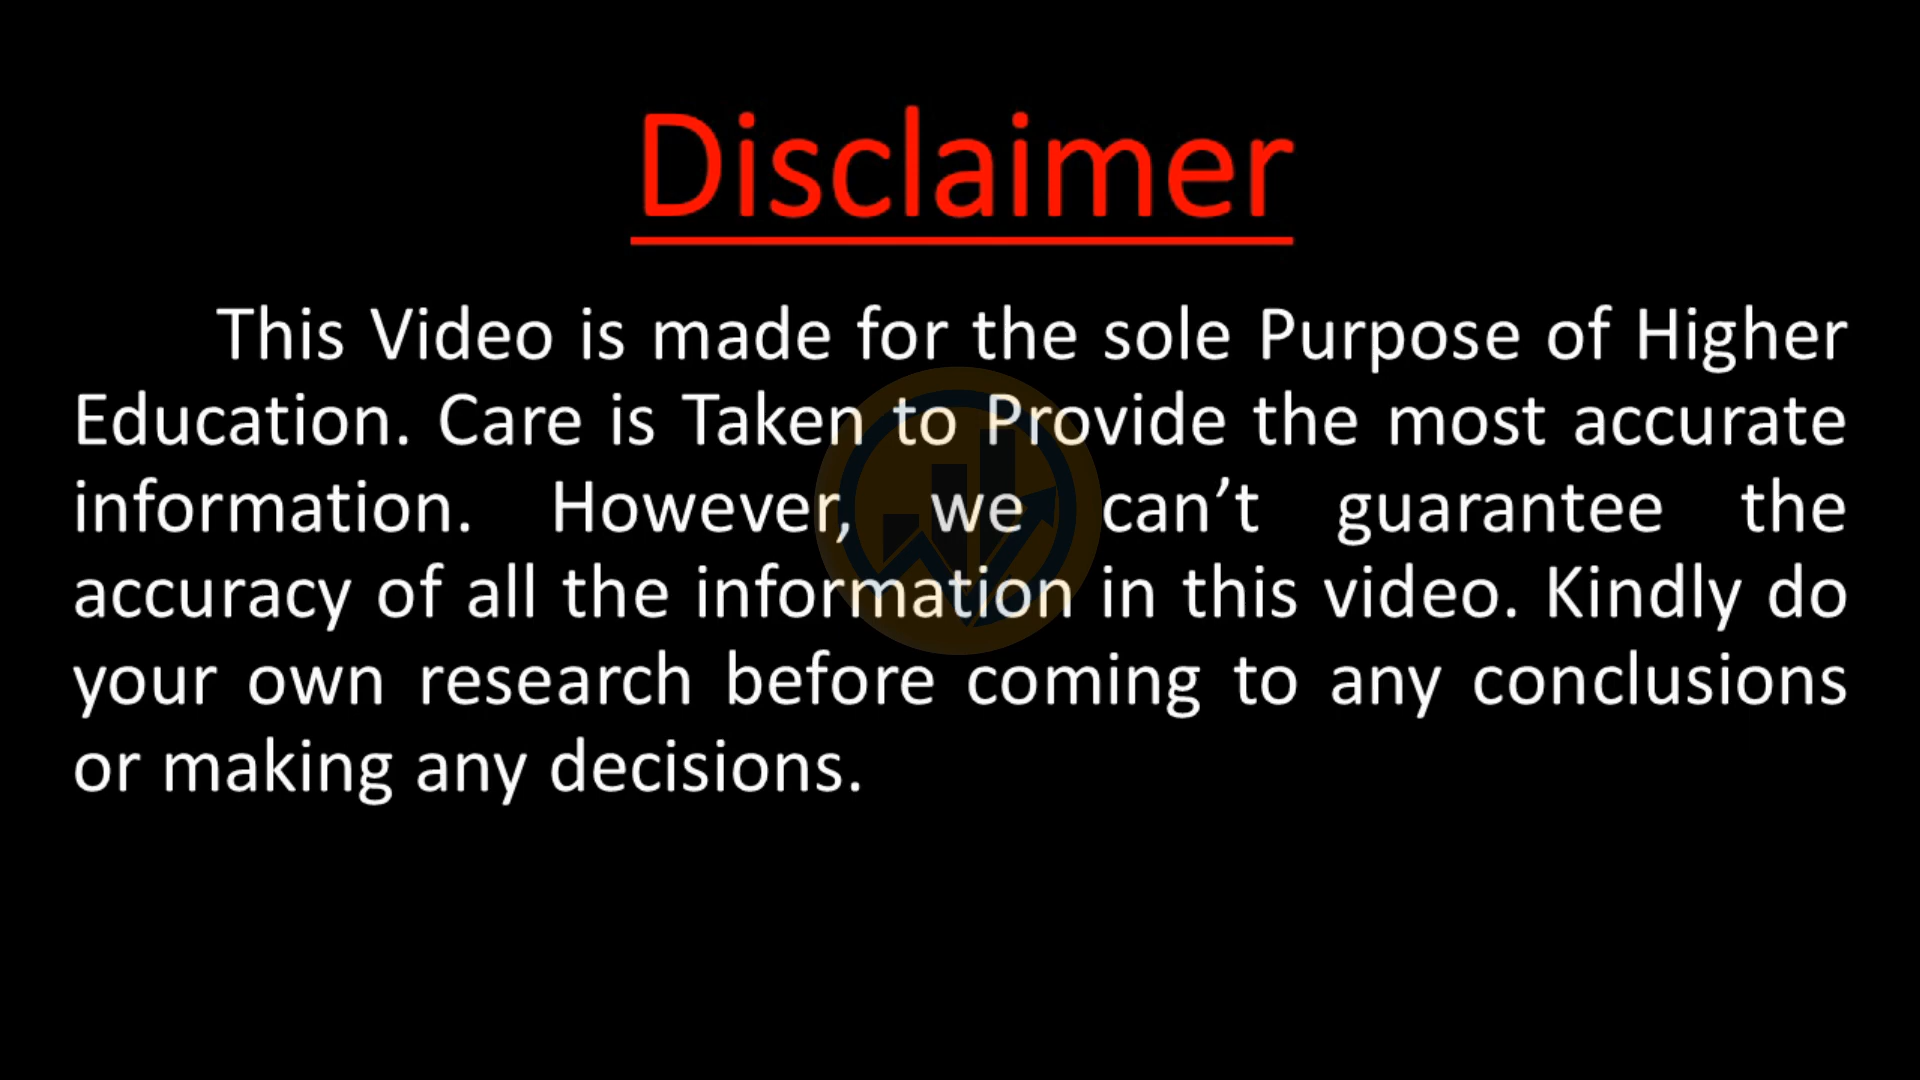 Disclaimer
This Video is made for the sole Purpose of Higher
Education. Care is Taken to Provide the most accurate
information. However, we can’t guarantee the
accuracy of all the information in this video. Kindly do
your own research before coming to any conclusions
or making any decisions.